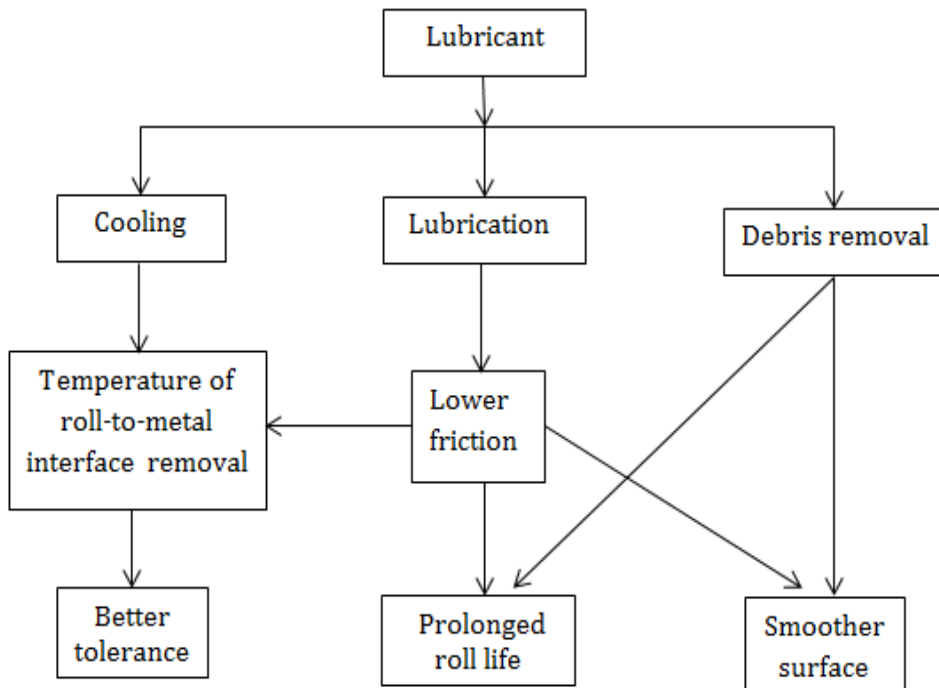 Lubricant
Cooling
Lubrication
Debris removal
Temperature of
roll-to-metal
interface removal
Lower
friction
Better
tolerance
Prolonged
roll life
Smoother
surface